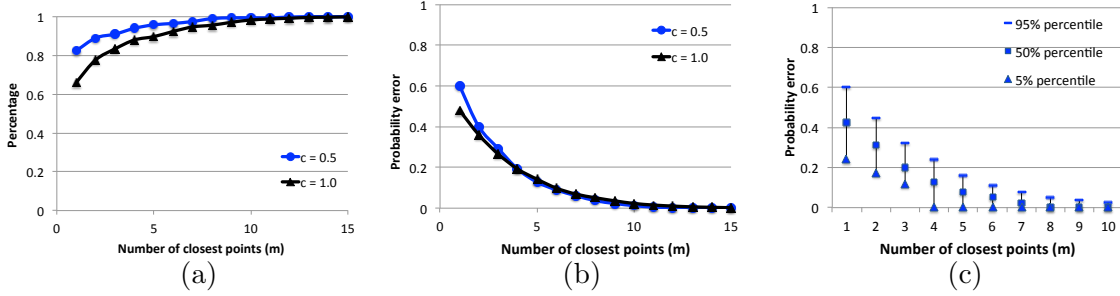 1
0.8
0.6
0.4
0.2
0
Percentage
c = 0.5
c = 1.0
0
5
10
15
Number of closest points (m)
(a)
1
0.8
0.6
0.4
0.2
0
Probability error
c = 0.5
c = 1.0
0
5
10
15
Number of closest points (m)
(b)
1
0.8
0.6
0.4
0.2
0
Probability error
95% percentile
50% percentile
5% percentile
1 2 3 4 5 6 7 8 9 10
Number of closest points (m)
(c)